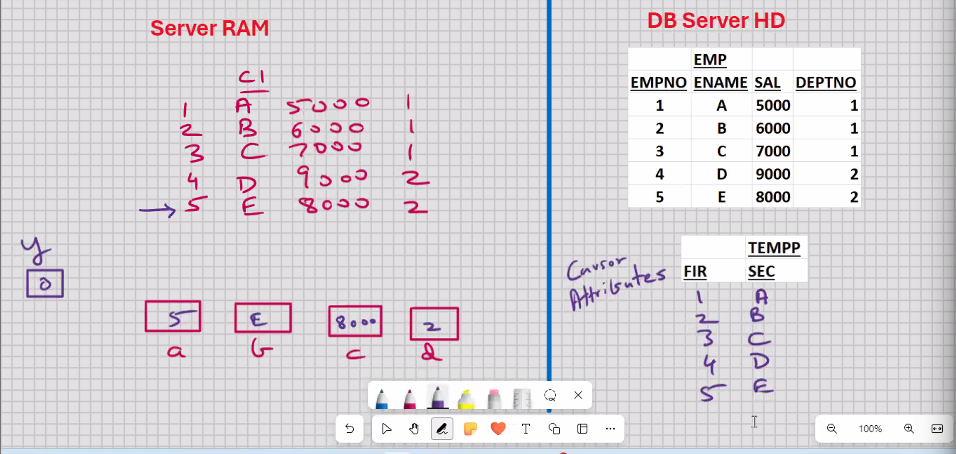 Server RAM
C1
1 A 5000 1
2 B 6000 1
3 C 7000 1
4 D 9000 2
5 E 8000 2
y
0
5 E 8000 2
a b c d
DB Server HD
EMP
EMPNO ENAME SAL DEPTNO
1 A 5000 1
2 B 6000 1
3 C 7000 1
4 D 9000 2
5 E 8000 2
Cursor
Attributes
TEMPP
FIR SEC
1 A
2 B
3 C
4 D
5 E
T
100%